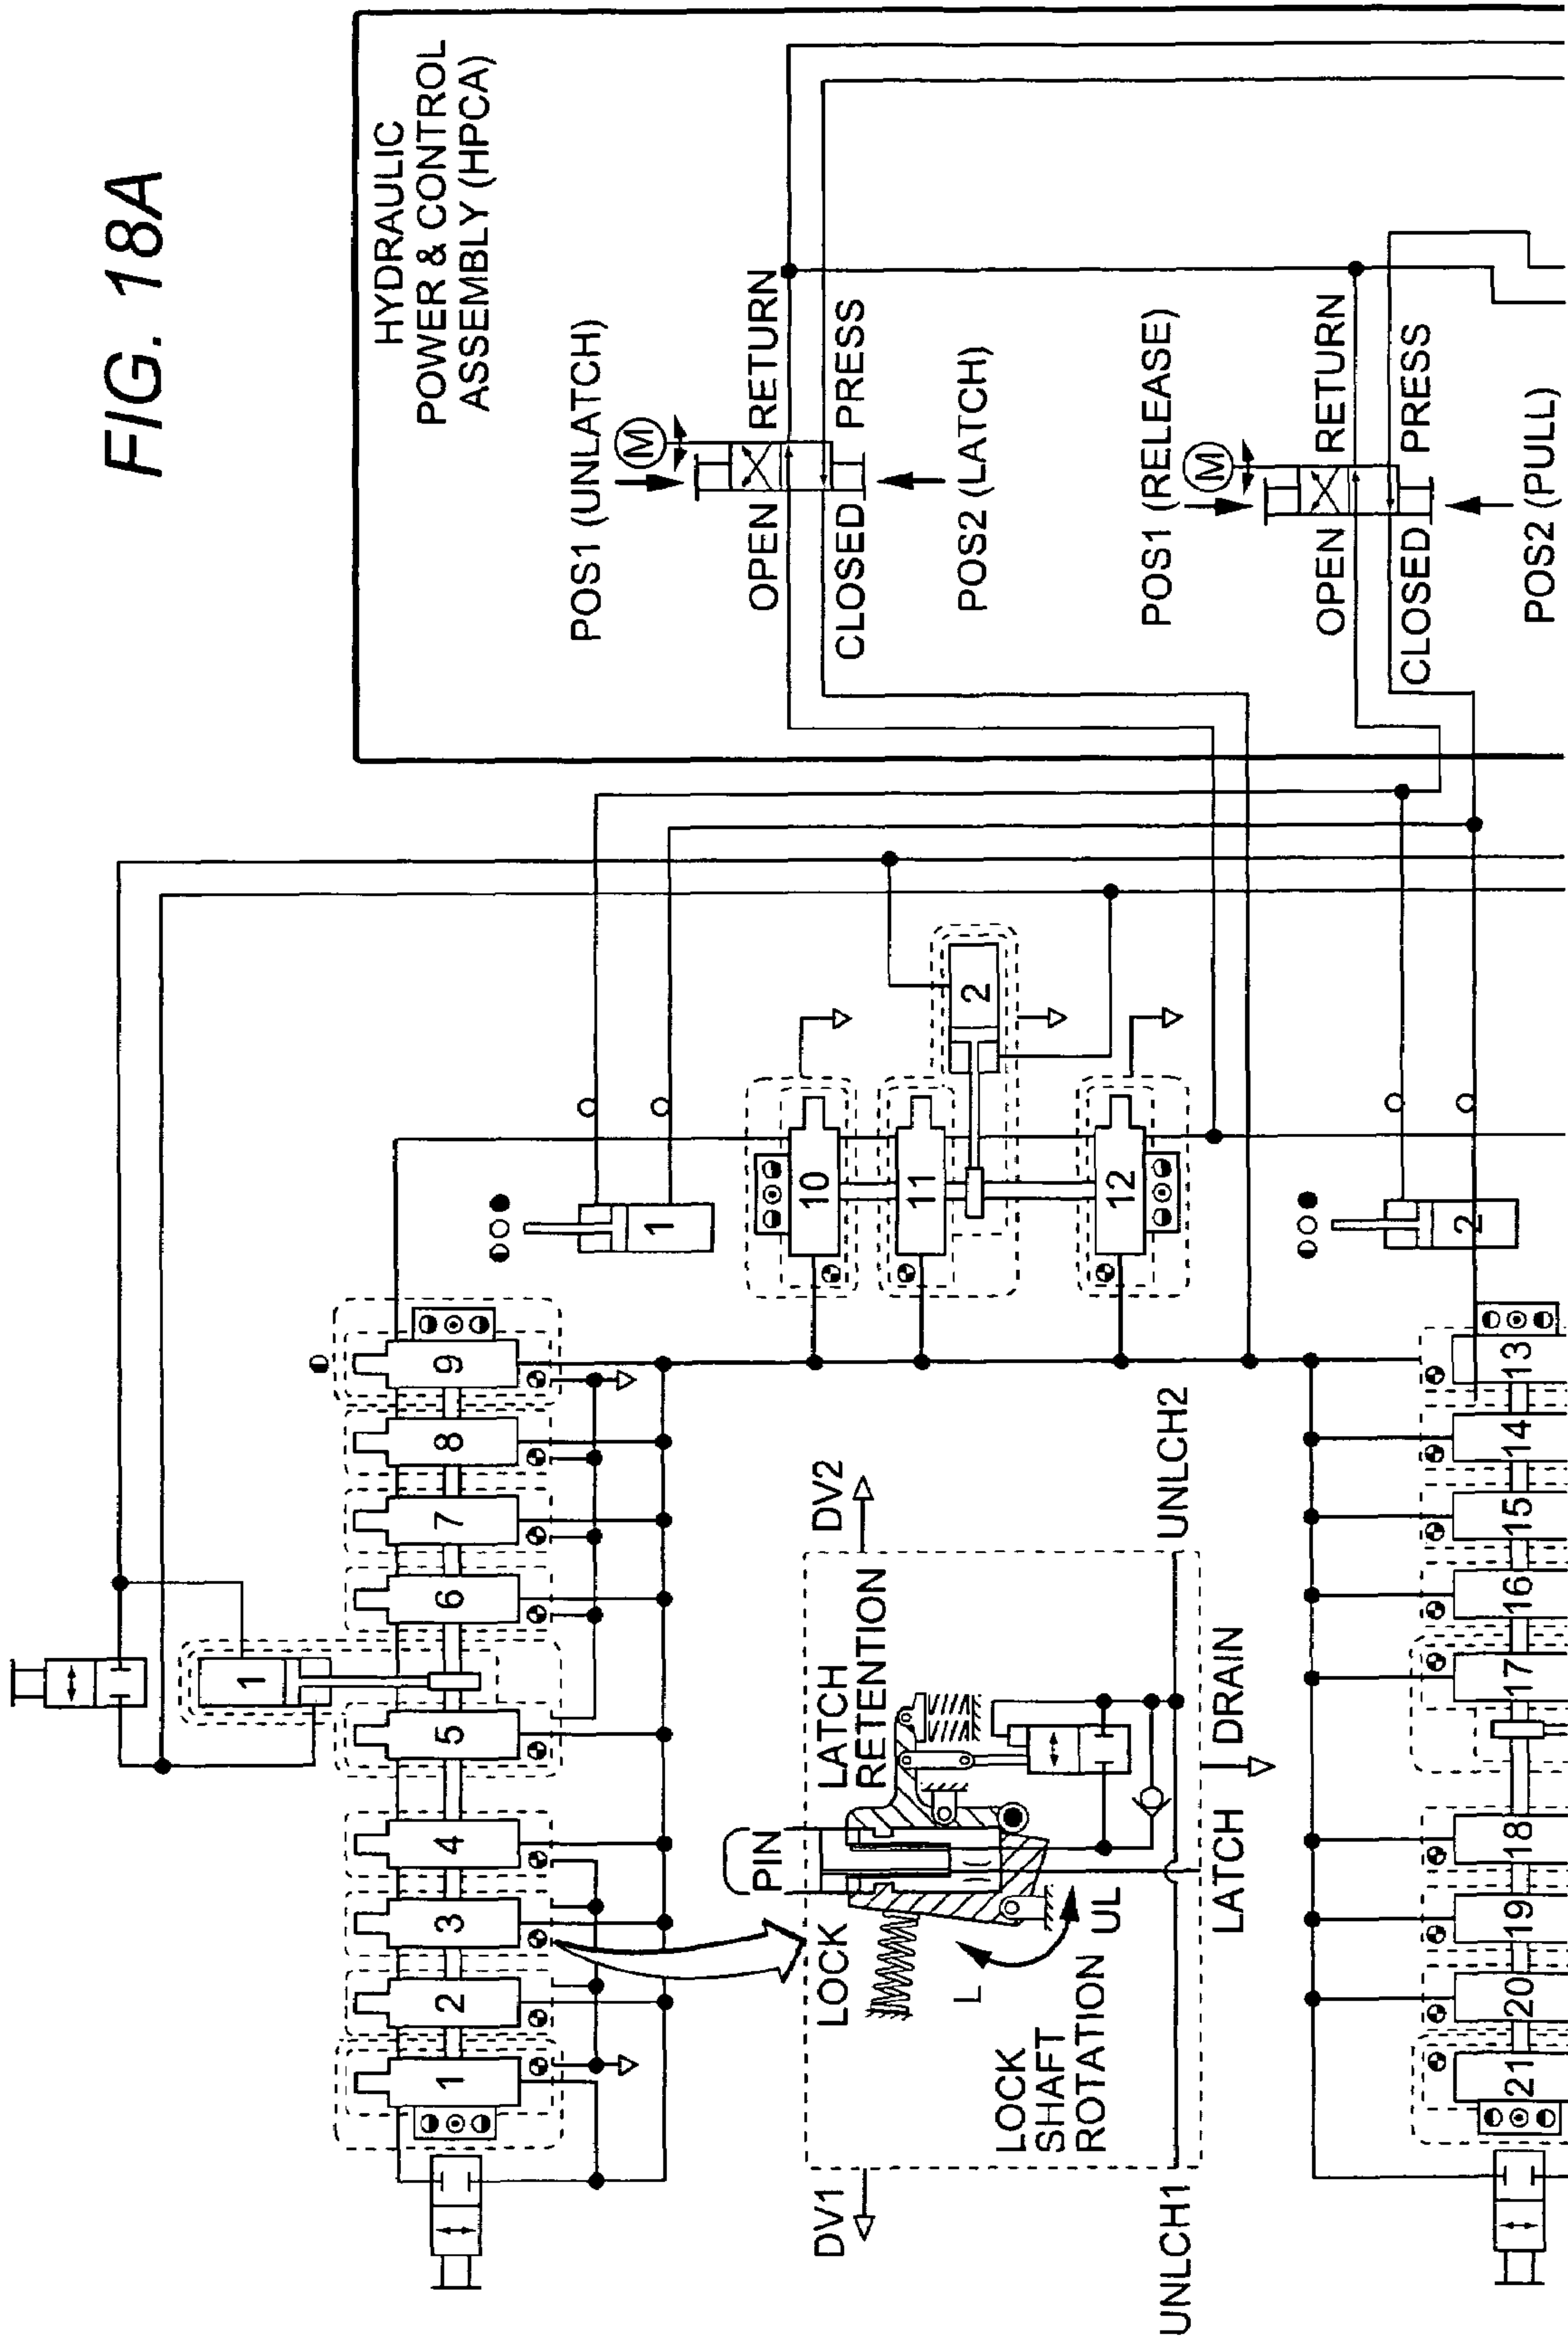 FIG. 18A
HYDRAULIC
POWER & CONTROL
ASSEMBLY (HPCA)
POS1 (UNLATCH)
M
OPEN
RETURN
CLOSED
PRESS
POS2 (LATCH)
POS1 (RELEASE)
M
OPEN
RETURN
CLOSED
PRESS
POS2 (PULL)
1
1
2
3
4
5
6
7
8
9
1
10
11
2
12
2
LOCK
PIN
LATCH
RETENTION
DV1
DV2
L
UL
LOCK
SHAFT
ROTATION
UNLCH1
UNLCH2
LATCH
DRAIN
21
20
19
18
17
16
15
14
13